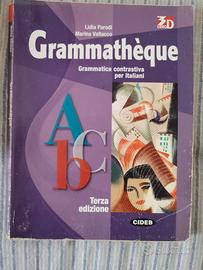 Lidia Parodi
Marina Vallacco
Grammathèque
Grammatica contrastiva
per italiani
A
b
C
Terza
edizione
CIDEB